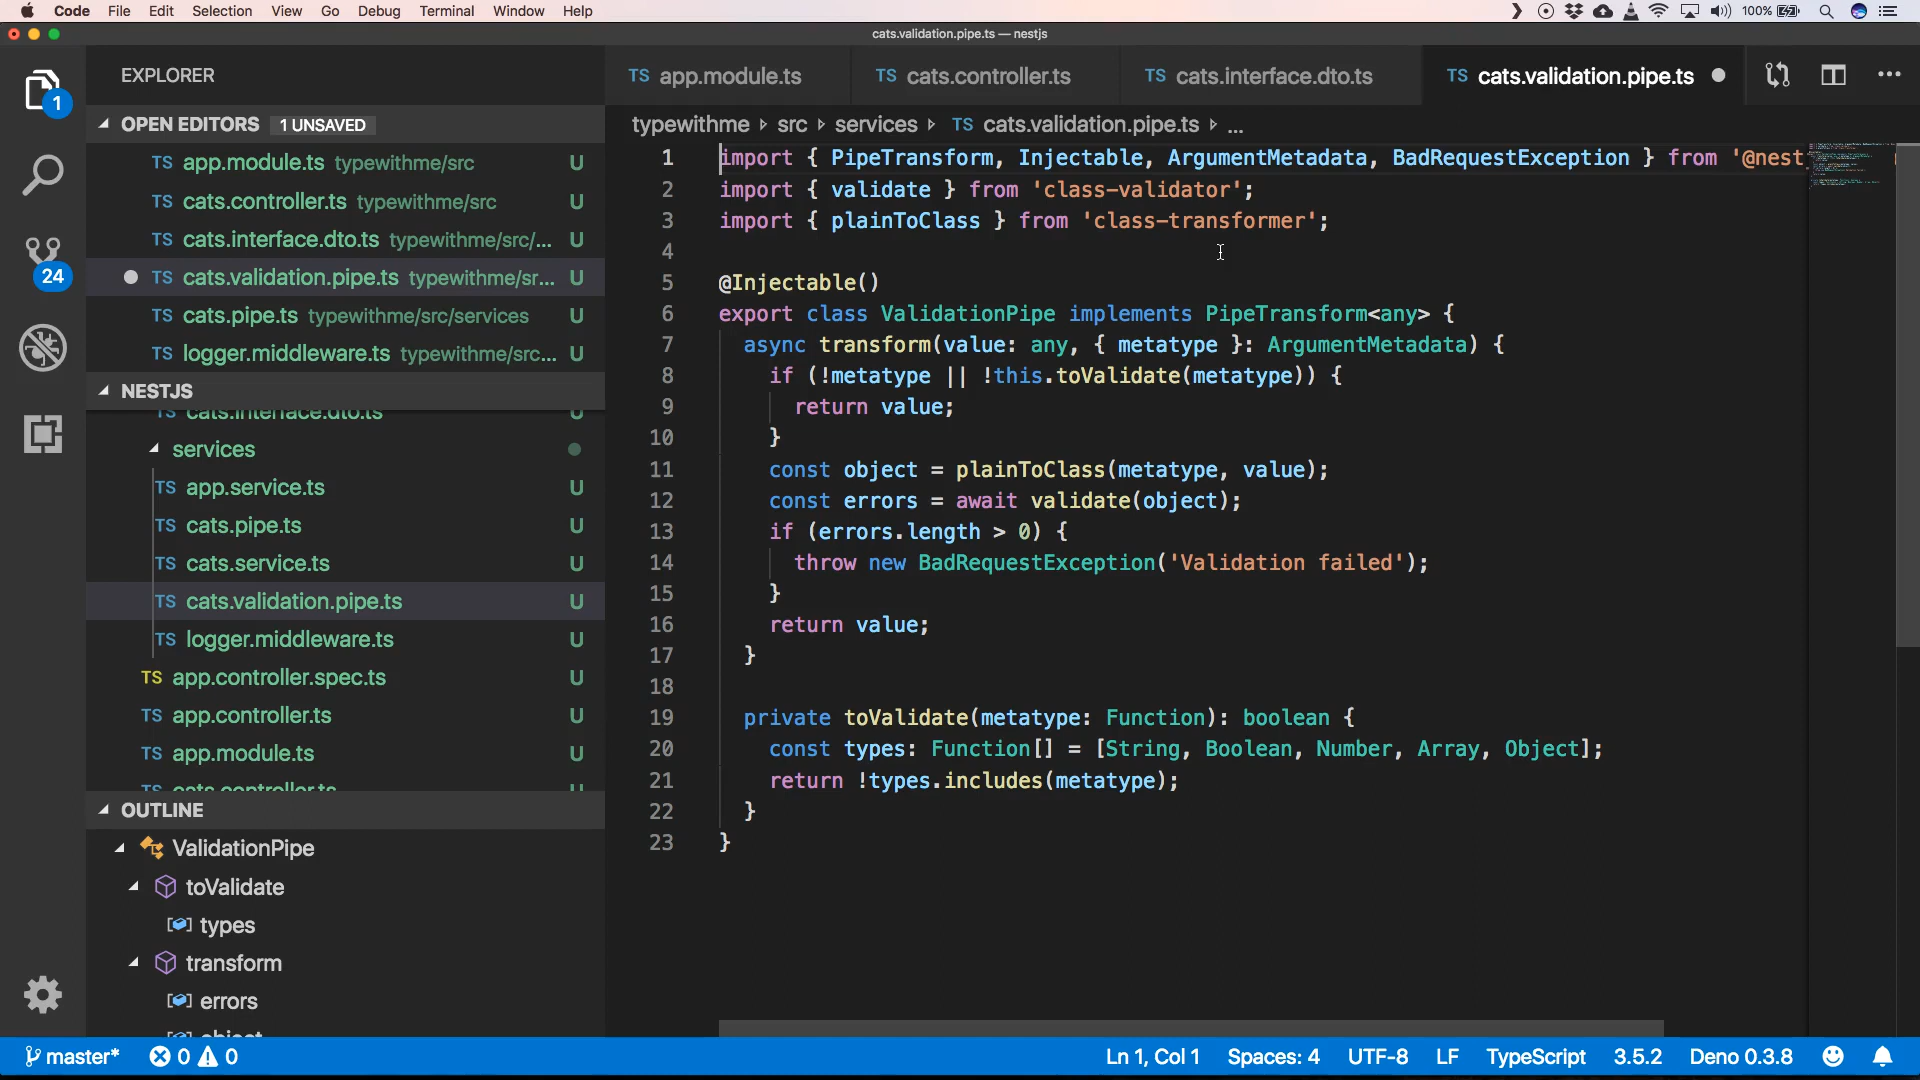 Code File Edit Selection View Go Debug Terminal Window Help 100%
cats.validation.pipe.ts — nestjs
EXPLORER
1
24
OPEN EDITORS 1 UNSAVED
TS app.module.ts typewithme/src U
TS cats.controller.ts typewithme/src U
TS cats.interface.dto.ts typewithme/src/... U
TS cats.validation.pipe.ts typewithme/sr... U
TS cats.pipe.ts typewithme/src/services U
TS logger.middleware.ts typewithme/src... U
NESTJS
TS cats.interface.dto.ts U
services
TS app.service.ts U
TS cats.pipe.ts U
TS cats.service.ts U
TS cats.validation.pipe.ts U
TS logger.middleware.ts U
TS app.controller.spec.ts U
TS app.controller.ts U
TS app.module.ts U
TS cats.controller.ts U
OUTLINE
ValidationPipe
toValidate
types
transform
errors
object
TS app.module.ts TS cats.controller.ts TS cats.interface.dto.ts TS cats.validation.pipe.ts
typewithme src services TS cats.validation.pipe.ts ...
1 import { PipeTransform, Injectable, ArgumentMetadata, BadRequestException } from '@nest
2 import { validate } from 'class-validator';
3 import { plainToClass } from 'class-transformer';
4
5 @Injectable()
6 export class ValidationPipe implements PipeTransform<any> {
7 async transform(value: any, { metatype }: ArgumentMetadata) {
8 if (!metatype || !this.toValidate(metatype)) {
9 return value;
10 }
11 const object = plainToClass(metatype, value);
12 const errors = await validate(object);
13 if (errors.length > 0) {
14 throw new BadRequestException('Validation failed');
15 }
16 return value;
17 }
18
19 private toValidate(metatype: Function): boolean {
20 const types: Function[] = [String, Boolean, Number, Array, Object];
21 return !types.includes(metatype);
22 }
23 }
master* 0 0 Ln 1, Col 1 Spaces: 4 UTF-8 LF TypeScript 3.5.2 Deno 0.3.8